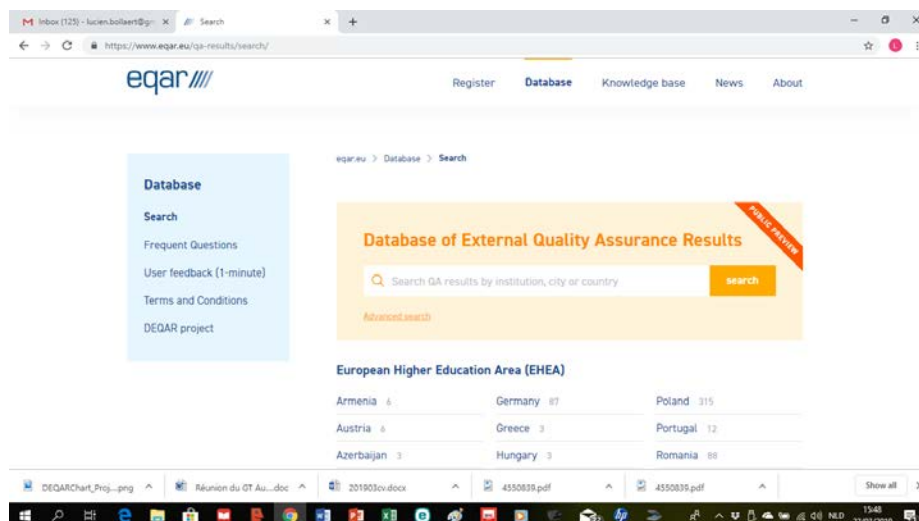 Inbox (125) - lucien.bollaert@gm
Search
https://www.eqar.eu/qa-results/search/
eqar
Register
Database
Knowledge base
News
About
Database
Search
Frequent Questions
User feedback (1-minute)
Terms and Conditions
DEQAR project
eqar.eu > Database > Search
PUBLIC PREVIEW
Database of External Quality Assurance Results
Search QA results by institution, city or country
search
Advanced search
European Higher Education Area (EHEA)
Armenia 6
Germany 87
Poland 315
Austria 6
Greece 3
Portugal 12
Azerbaijan 3
Hungary 3
Romania 88
DEQARChart_Proj....png
Réunion du GT Au....doc
201903cv.docx
4550839.pdf
4550839.pdf
Show all
NLD
15:48